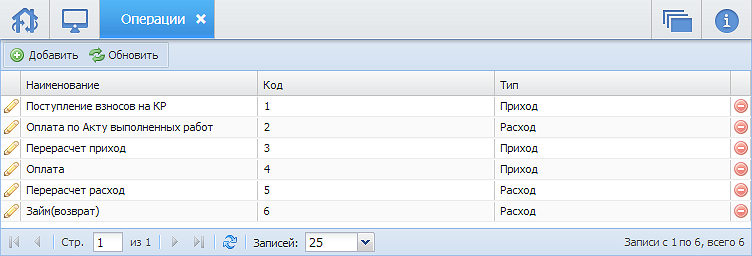 Операции
Добавить Обновить
Наименование Код Тип
Поступление взносов на КР 1 Приход
Оплата по Акту выполненных работ 2 Расход
Перерасчет приход 3 Приход
Оплата 4 Приход
Перерасчет расход 5 Расход
Займ(возврат) 6 Расход
Стр. 1 из 1 Записей: 25 Записи с 1 по 6, всего 6